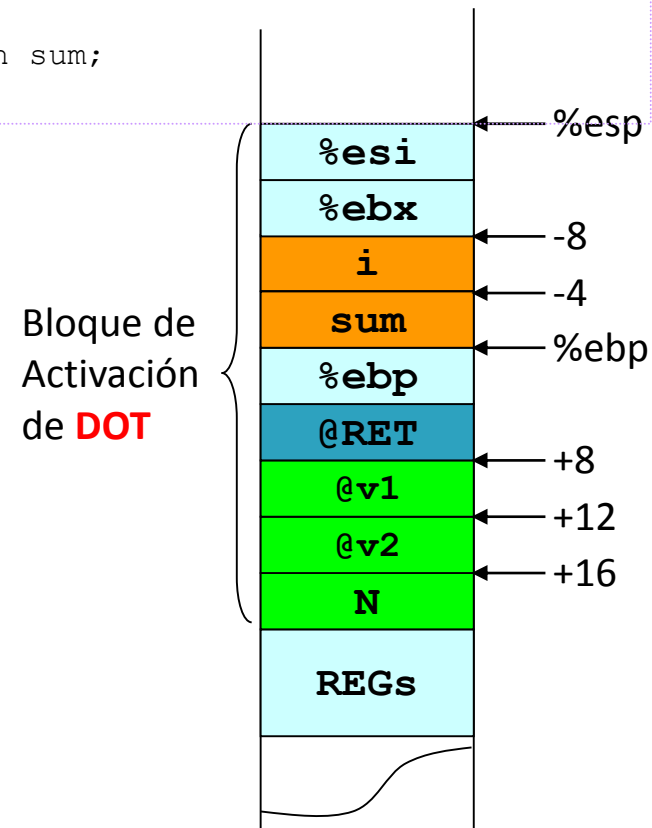 sum;
%esp
%esi
%ebx
-8
i
-4
sum
%ebp
%ebp
Bloque de
Activación
de DOT
@RET
+8
@v1
+12
@v2
+16
N
REGs